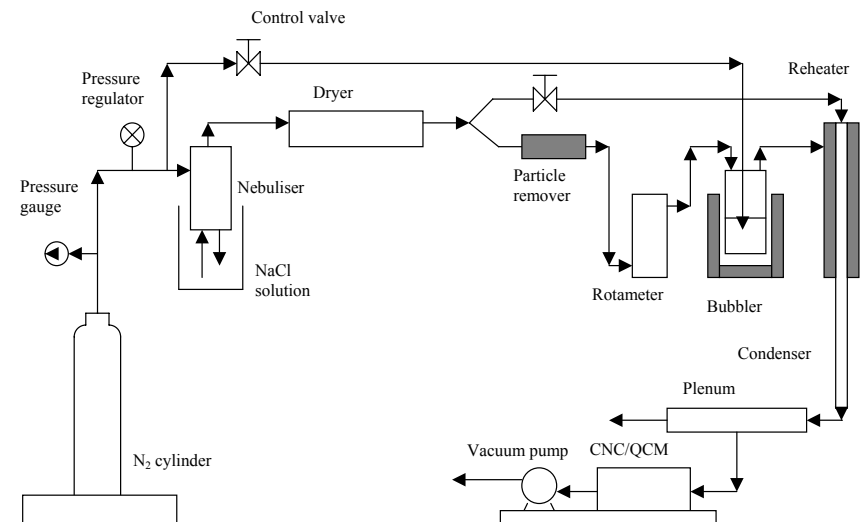 Control valve
Pressure
regulator
Dryer
Reheater
Pressure
gauge
Nebuliser
Particle
remover
NaCl
solution
Rotameter
Bubbler
Condenser
Plenum
N₂ cylinder
Vacuum pump
CNC/QCM